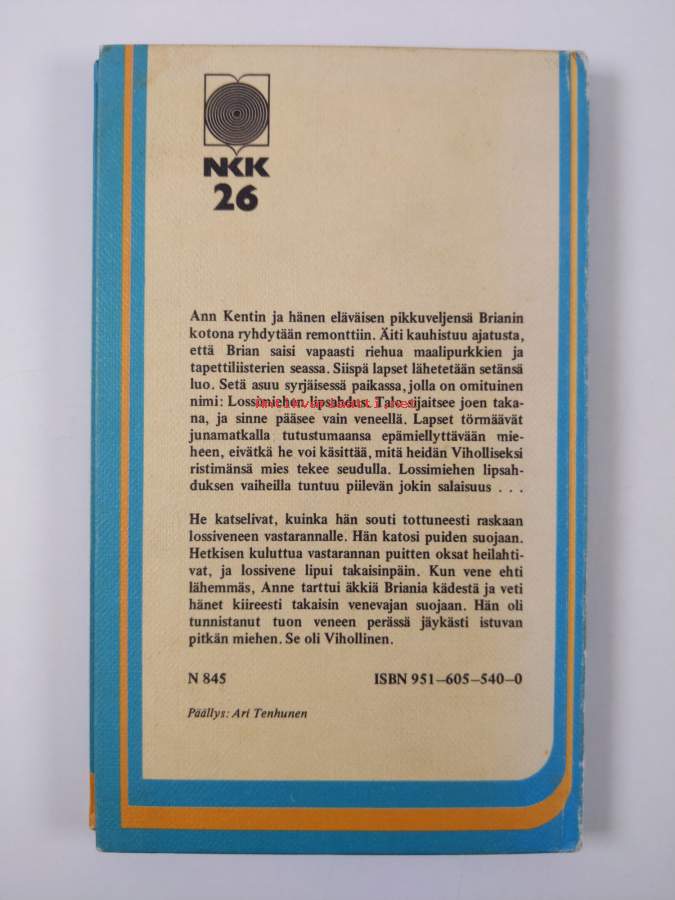 NKK
26
Ann Kentin ja hänen eläväisen pikkuveljensä Brianin
kotona ryhdytään remonttiin. Äiti kauhistuu ajatusta,
että Brian saisi vapaasti riehua maalipurkkien ja
tapettiliisterien seassa. Siispä lapset lähetetään setänsä
luo. Setä asuu syrjäisessä paikassa, jolla on omituinen
nimi: Lossimiehen lipsahdus. Talo sijaitsee joen taka-
na, ja sinne pääsee vain veneellä. Lapset törmäävät
junamatkalla tutustumaansa epämiellyttävään mie-
heen, eivätkä he voi käsittää, mitä heidän Viholliseksi
ristimänsä mies tekee seudulla. Lossimiehen lipsah-
duksen vaiheilla tuntuu piilevän jokin salaisuus . . .
He katselivat, kuinka hän souti tottuneesti raskaan
lossiveneen vastarannalle. Hän katosi puiden suojaan.
Hetkisen kuluttua vastarannan puitten oksat heilahti-
vat, ja lossivene lipui takaisinpäin. Kun vene ehti
lähemmäs, Anne tarttui äkkiä Briania kädestä ja veti
hänet kiireesti takaisin venevajan suojaan. Hän oli
tunnistanut tuon veneen perässä jäykästi istuvan
pitkän miehen. Se oli Vihollinen.
N 845 ISBN 951–605–540–0
Päällys: Ari Tenhunen